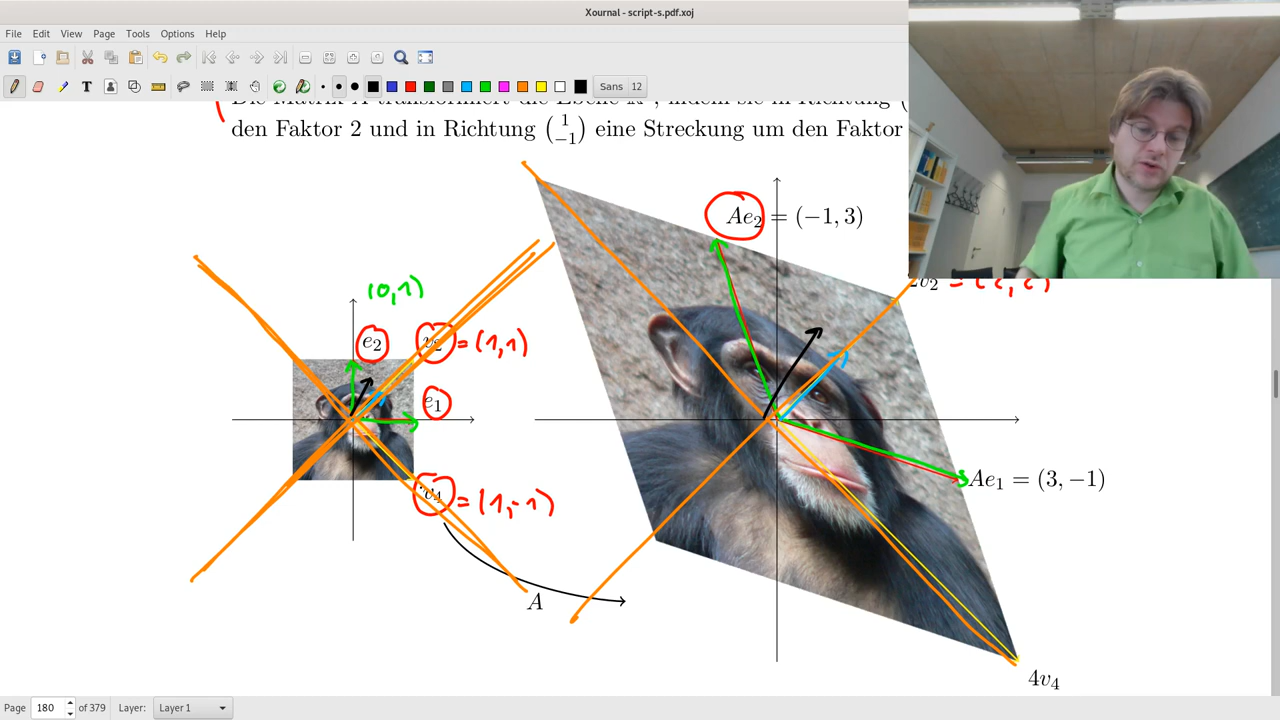 Xournal - script-s.pdf.xoj
File Edit View Page Tools Options Help
Sans 12
den Faktor 2 und in Richtung (1 −1) eine Streckung um den Faktor
Ae₂ = (−1, 3)
(0,1)
e₂
= (1,1)
e₁
= (1,-1)
Ae₁ = (3, −1)
A
4v₄
Page 180 of 379 Layer: Layer 1